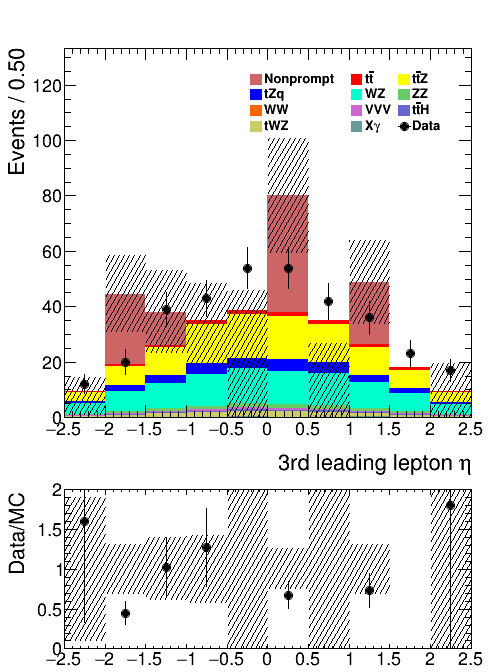 Events / 0.50
120
100
80
60
40
20
0
Nonprompt tt̄ tt̄Z
tZq WZ ZZ
WW VVV tt̄H
tWZ Xγ Data
−2.5 −2 −1.5 −1 −0.5 0 0.5 1 1.5 2 2.5
3rd leading lepton η
Data/MC
2
1.5
1
0.5
0
−2.5 −2 −1.5 −1 −0.5 0 0.5 1 1.5 2 2.5